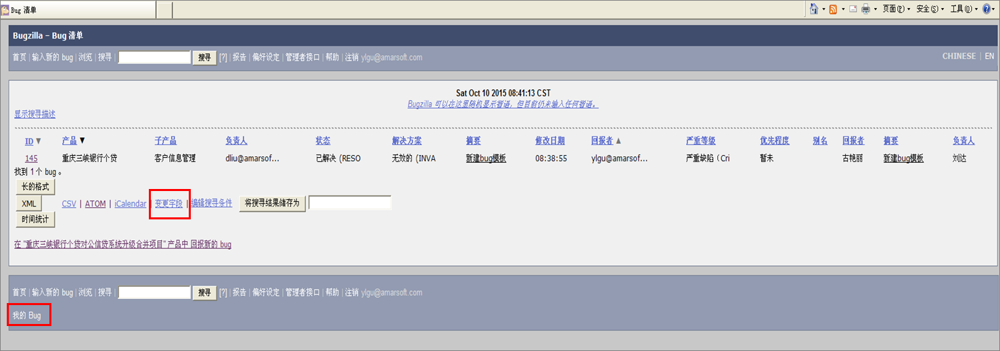 Bug 清单
页面(P) 安全(S) 工具(O)
Bugzilla – Bug 清单
首页 | 输入新的 bug | 浏览 | 搜寻 | 搜寻 [?] | 报告 | 偏好设定 | 管理者接口 | 帮助 | 注销 ylgu@amarsoft.com CHINESE | EN
Sat Oct 10 2015 08:41:13 CST
Bugzilla 可以在这里随机显示智语，但目前仍未输入任何智语。
显示搜寻描述
ID▼ 产品▼ 子产品 负责人 状态 解决方案 摘要 修改日期 回报者▲ 严重等级 优先程度 别名 回报者 摘要 负责人
145 重庆三峡银行个贷 客户信息管理 dliu@amarsof... 已解决 (RESO 无效的 (INVA 新建bug模板 08:38:55 ylgu@amarsof... 严重缺陷（Cri 暂未 古艳丽 新建bug模板 刘达
找到 1 个 bug 。
长的格式
XML CSV | ATOM | iCalendar | 变更字段 | 编辑搜寻条件 将搜寻结果储存为
时间统计
在 "重庆三峡银行个贷对公信贷系统升级合并项目" 产品中 回报新的 bug
首页 | 输入新的 bug | 浏览 | 搜寻 | 搜寻 [?] | 报告 | 偏好设定 | 管理者接口 | 帮助 | 注销 ylgu@amarsoft.com
我的 Bug